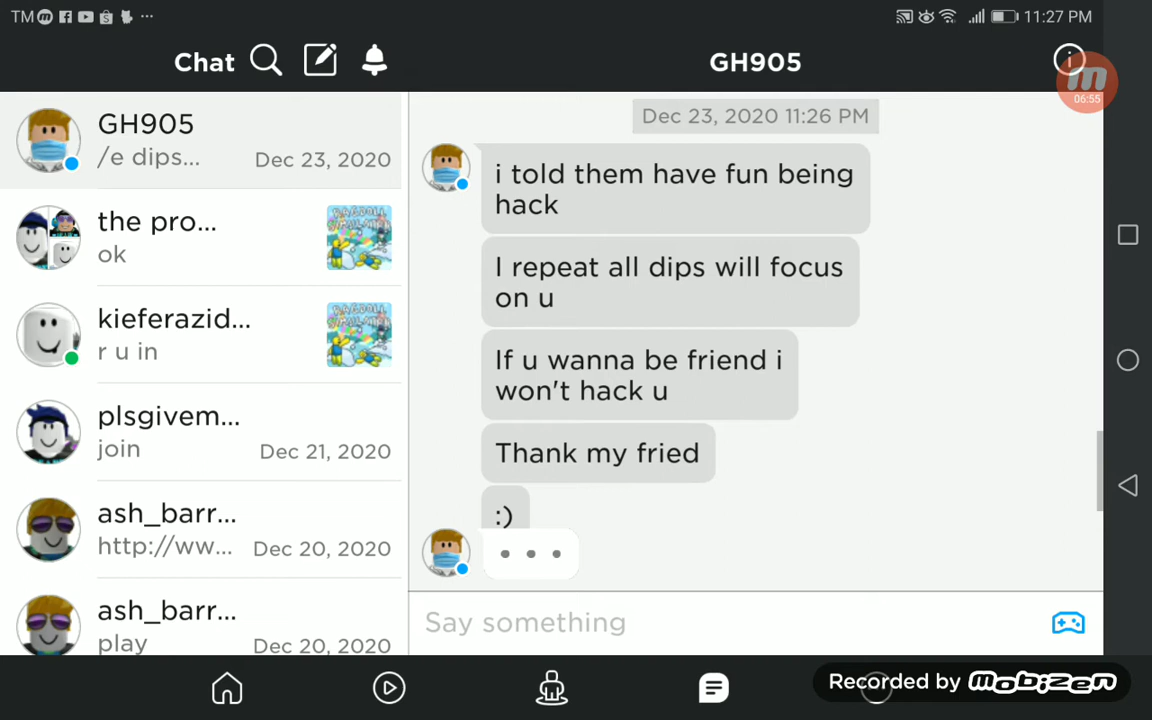 TM
11:27 PM
Chat
GH905
06:55
GH905
/e dips...
Dec 23, 2020
the pro...
ok
kieferazid...
r u in
plsgivem...
join
Dec 21, 2020
ash_barr...
http://ww...
Dec 20, 2020
ash_barr...
play
Dec 20, 2020
Dec 23, 2020 11:26 PM
i told them have fun being
hack
I repeat all dips will focus
on u
If u wanna be friend i
won't hack u
Thank my fried
:)
Say something
Recorded by mobizen